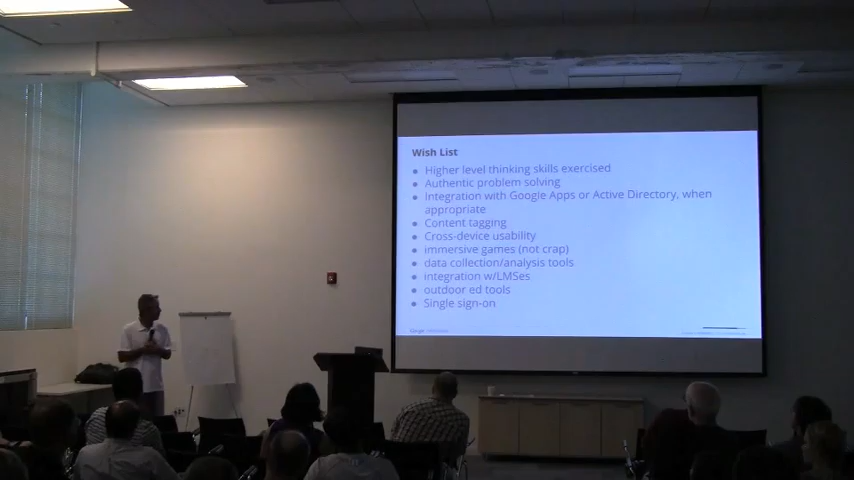 Wish List
● Higher level thinking skills exercised
● Authentic problem solving
● Integration with Google Apps or Active Directory, when
appropriate
● Content tagging
● Cross-device usability
● immersive games (not crap)
● data collection/analysis tools
● integration w/LMSes
● outdoor ed tools
● Single sign-on